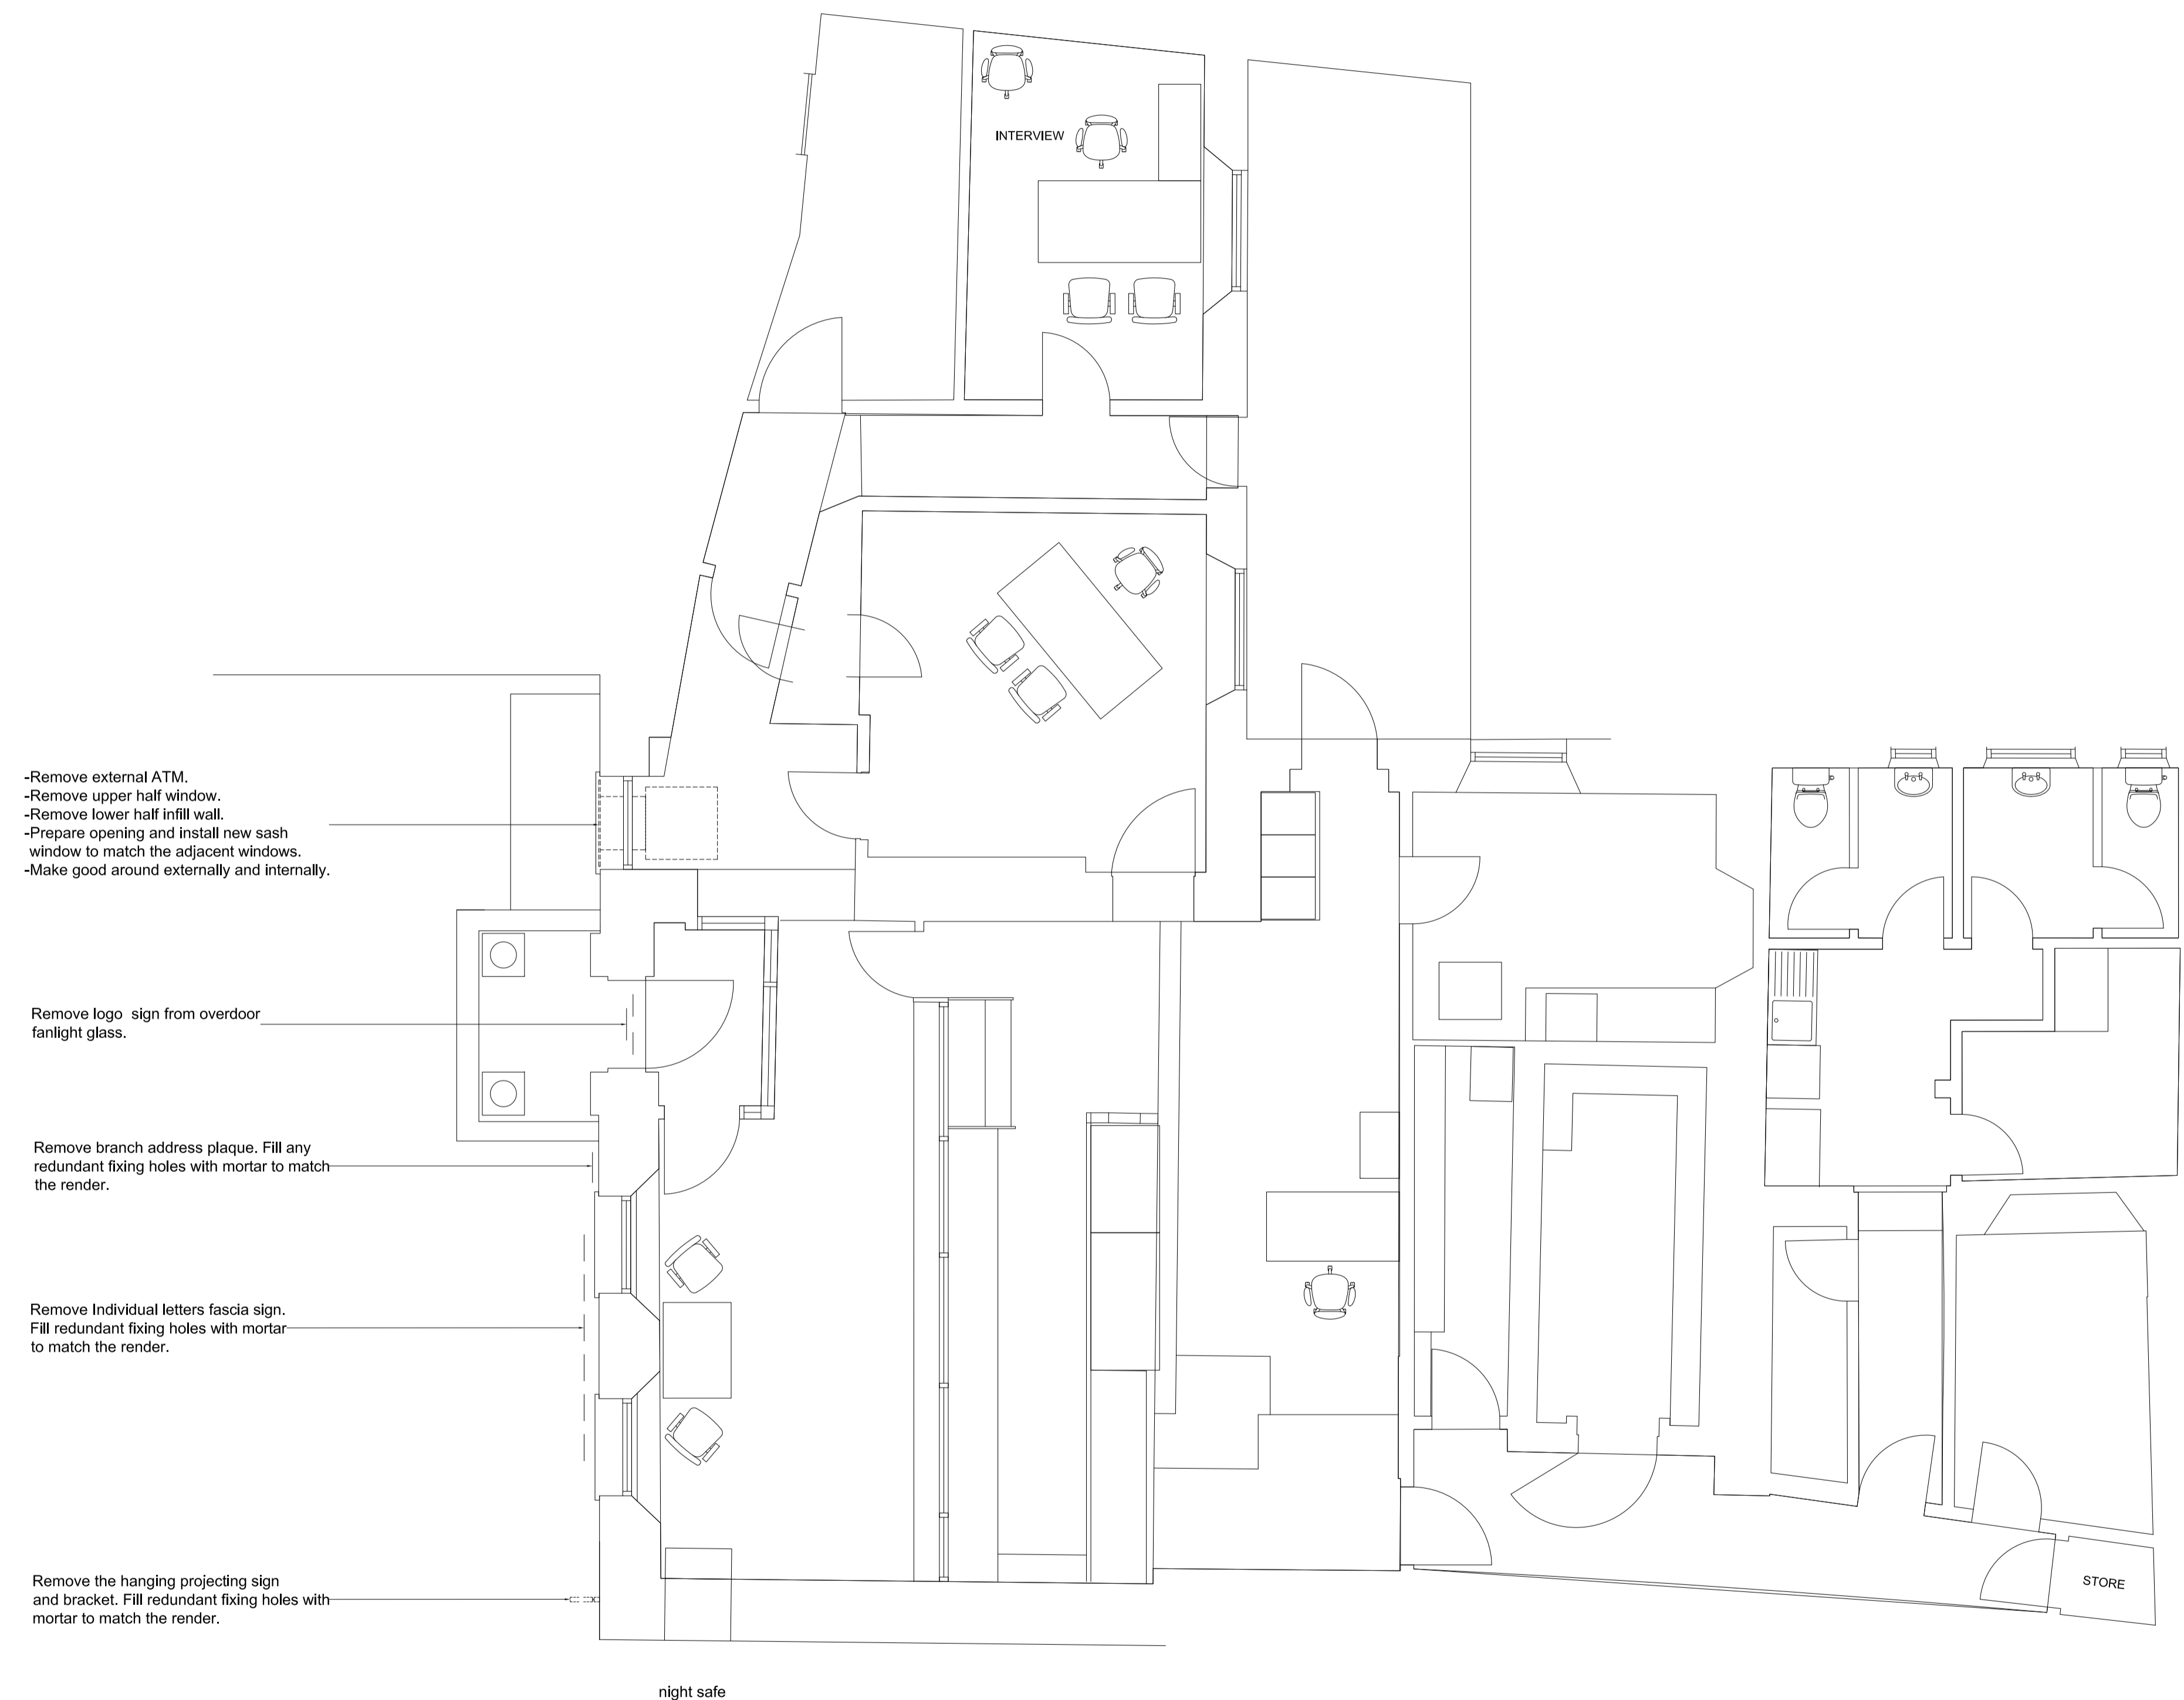 INTERVIEW
-Remove external ATM.
-Remove upper half window.
-Remove lower half infill wall.
-Prepare opening and install new sash
window to match the adjacent windows.
-Make good around externally and internally.
Remove logo sign from overdoor
fanlight glass.
Remove branch address plaque. Fill any
redundant fixing holes with mortar to match
the render.
Remove Individual letters fascia sign.
Fill redundant fixing holes with mortar
to match the render.
Remove the hanging projecting sign
and bracket. Fill redundant fixing holes with
mortar to match the render.
STORE
night safe